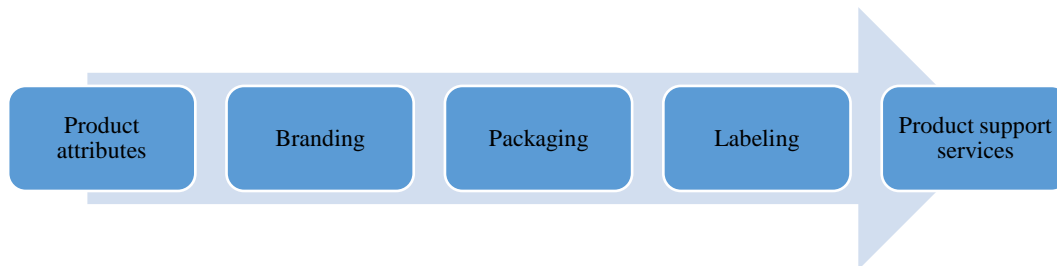 Product
attributes
Branding
Packaging
Labeling
Product support
services